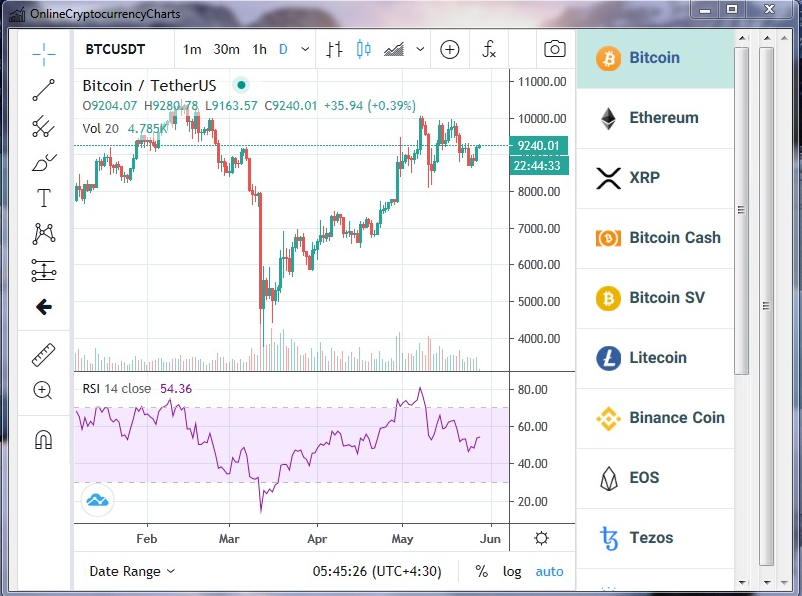 OnlineCryptocurrencyCharts
BTCUSDT 1m 30m 1h D
Bitcoin / TetherUS
O9204.07 H9280.78 L9163.57 C9240.01 +35.94 (+0.39%)
Vol 20 4.785K
11000.00
10000.00
9240.01
22:44:33
8000.00
7000.00
6000.00
5000.00
4000.00
RSI 14 close 54.36
80.00
60.00
40.00
20.00
Feb Mar Apr May Jun
Date Range 05:45:26 (UTC+4:30) % log auto
Bitcoin
Ethereum
XRP
Bitcoin Cash
Bitcoin SV
Litecoin
Binance Coin
EOS
Tezos